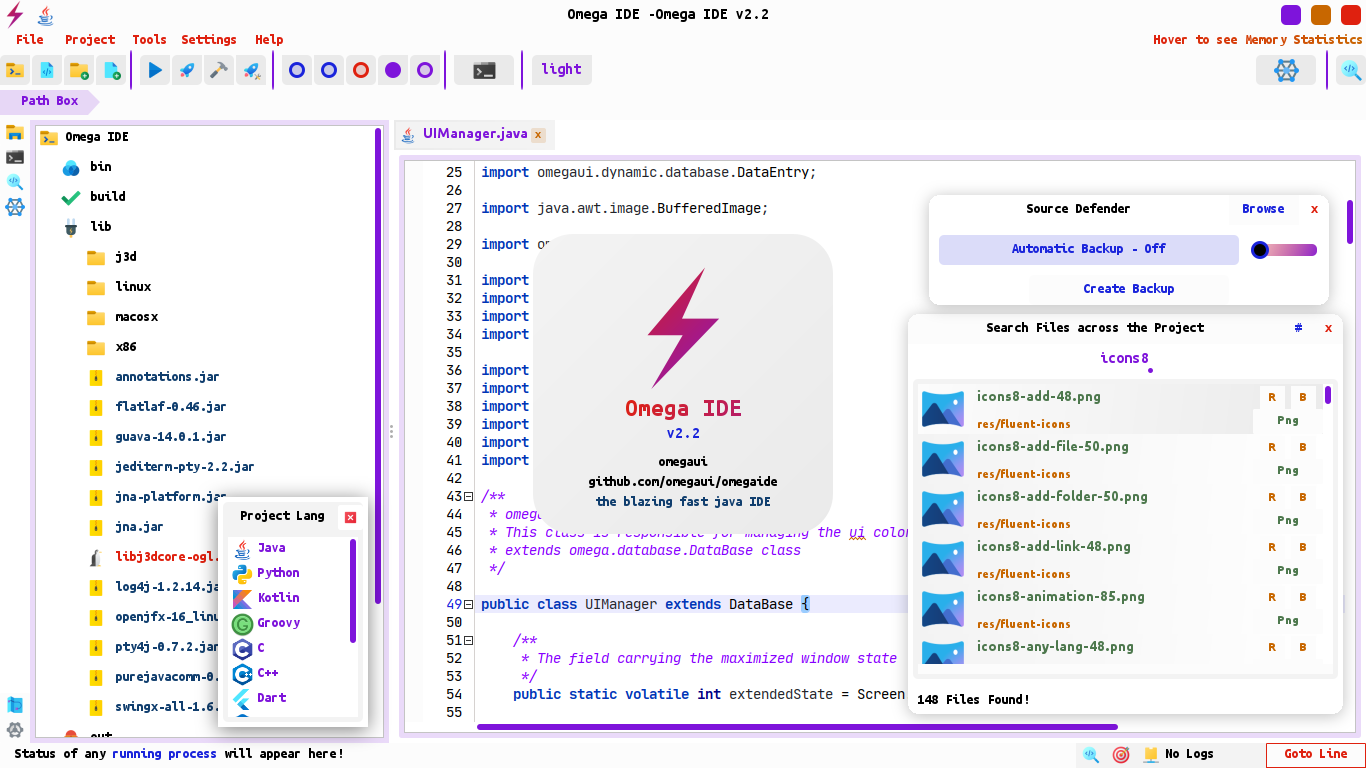 Omega IDE -Omega IDE v2.2
File Project Tools Settings Help
Hover to see Memory Statistics
light
Path Box
Omega IDE
bin
build
lib
j3d
linux
macosx
x86
annotations.jar
flatlaf-0.46.jar
guava-14.0.1.jar
jediterm-pty-2.2.jar
jna-platform.jar
jna.jar
libj3dcore-ogl.
log4j-1.2.14.ja
openjfx-16_linu
pty4j-0.7.2.jar
purejavacomm-0.
swingx-all-1.6.
out
Project Lang
Java
Python
Kotlin
Groovy
C
C++
Dart
UIManager.java x
25 import omegaui.dynamic.database.DataEntry;
26
27 import java.awt.image.BufferedImage;
28
29 import om
30
31 import
32 import
33 import
34 import
35
36 import
37 import
38 import
39 import
40 import
41 import
42
43 /**
44 * omega
45 * This class is responsible for managing the ui color
46 * extends omega.database.DataBase class
47 */
48
49 public class UIManager extends DataBase {
50
51 /**
52 * The field carrying the maximized window state
53 */
54 public static volatile int extendedState = Screen
55
Omega IDE
v2.2
omegaui
github.com/omegaui/omegaide
the blazing fast java IDE
Source Defender Browse x
Automatic Backup - Off
Create Backup
Search Files across the Project # x
icons8
icons8-add-48.png R B
res/fluent-icons Png
icons8-add-file-50.png R B
res/fluent-icons Png
icons8-add-folder-50.png R B
res/fluent-icons Png
icons8-add-link-48.png R B
res/fluent-icons Png
icons8-animation-85.png R B
res/fluent-icons Png
icons8-any-lang-48.png R B
148 Files Found!
Status of any running process will appear here!
No Logs
Goto Line